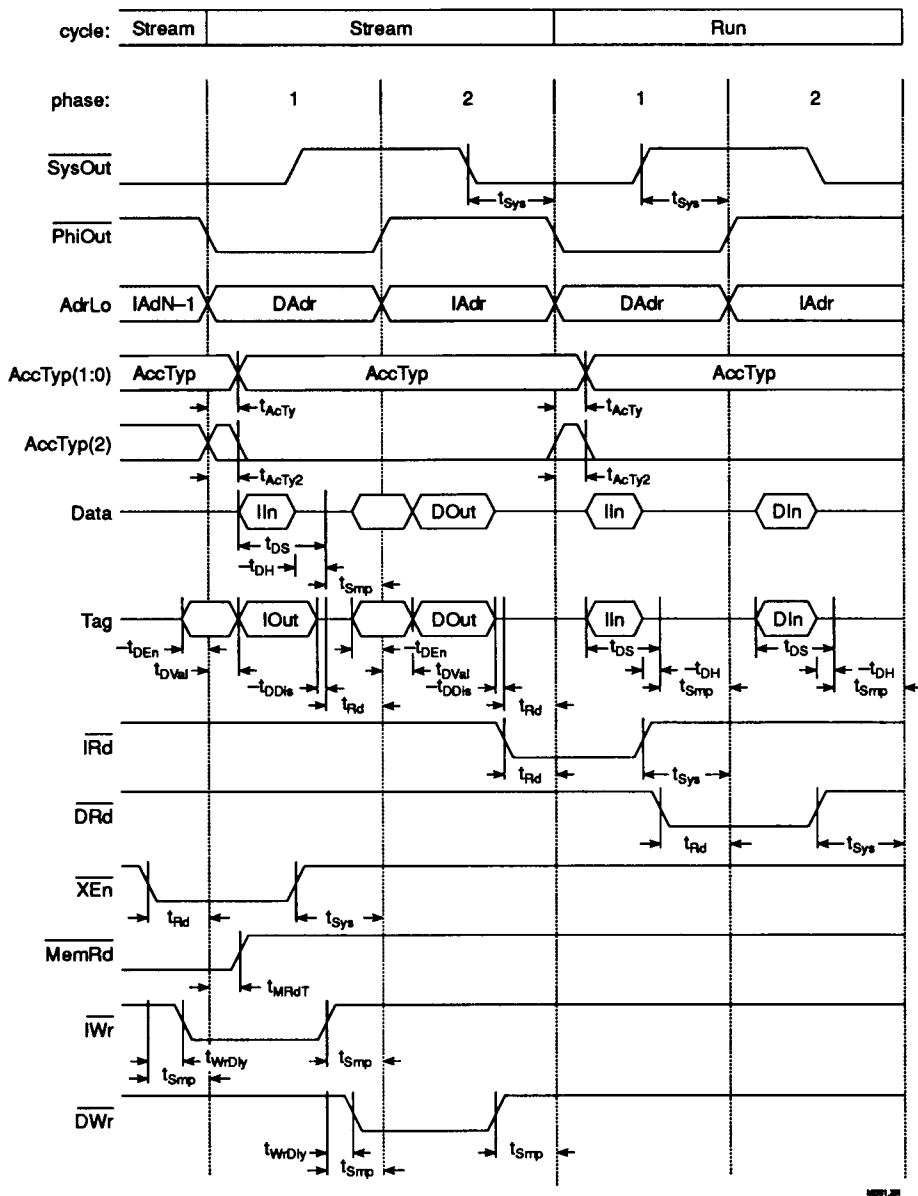 cycle: Stream Stream Run
phase: 1 2 1 2
SysOut
tSys tSys
PhiOut
AdrLo IAdN–1 DAdr IAdr DAdr IAdr
AccTyp(1:0) AccTyp AccTyp AccTyp
tAcTy tAcTy
AccTyp(2)
tAcTy2 tAcTy2
Data IIn DOut IIn DIn
tDS
–tDH
tSmp
Tag IOut DOut IIn DIn
–tDEn –tDEn tDS tDS
tDVal tDVal –tDH –tDH
–tDDis –tDDis tSmp tSmp
tRd tRd
IRd
tRd tSys
DRd
tRd tSys
XEn
tRd tSys
MemRd
tMRdT
IWr
tWrDly tSmp
tSmp
DWr
tWrDly tSmp
tSmp